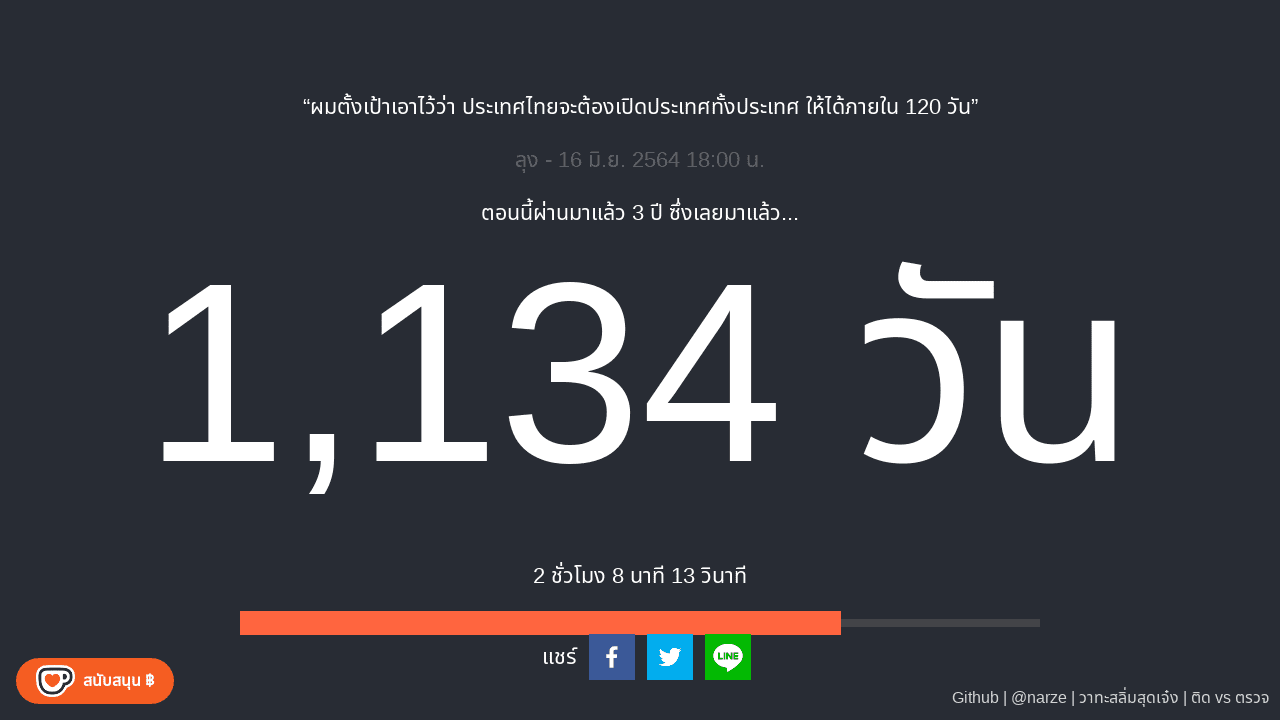 “ผมตั้งเป้าเอาไว้ว่า ประเทศไทยจะต้องเปิดประเทศทั้งประเทศ ให้ได้ภายใน 120 วัน”
ลุง - 16 มิ.ย. 2564 18:00 น.
ตอนนี้ผ่านมาแล้ว 3 ปี ซึ่งเลยมาแล้ว...
1,134 วัน
2 ชั่วโมง 8 นาที 13 วินาที
แชร์
LINE
สนับสนุน ฿
Github | @narze | วาทะสลิ่มสุดเจ๋ง | ติด vs ตรวจ